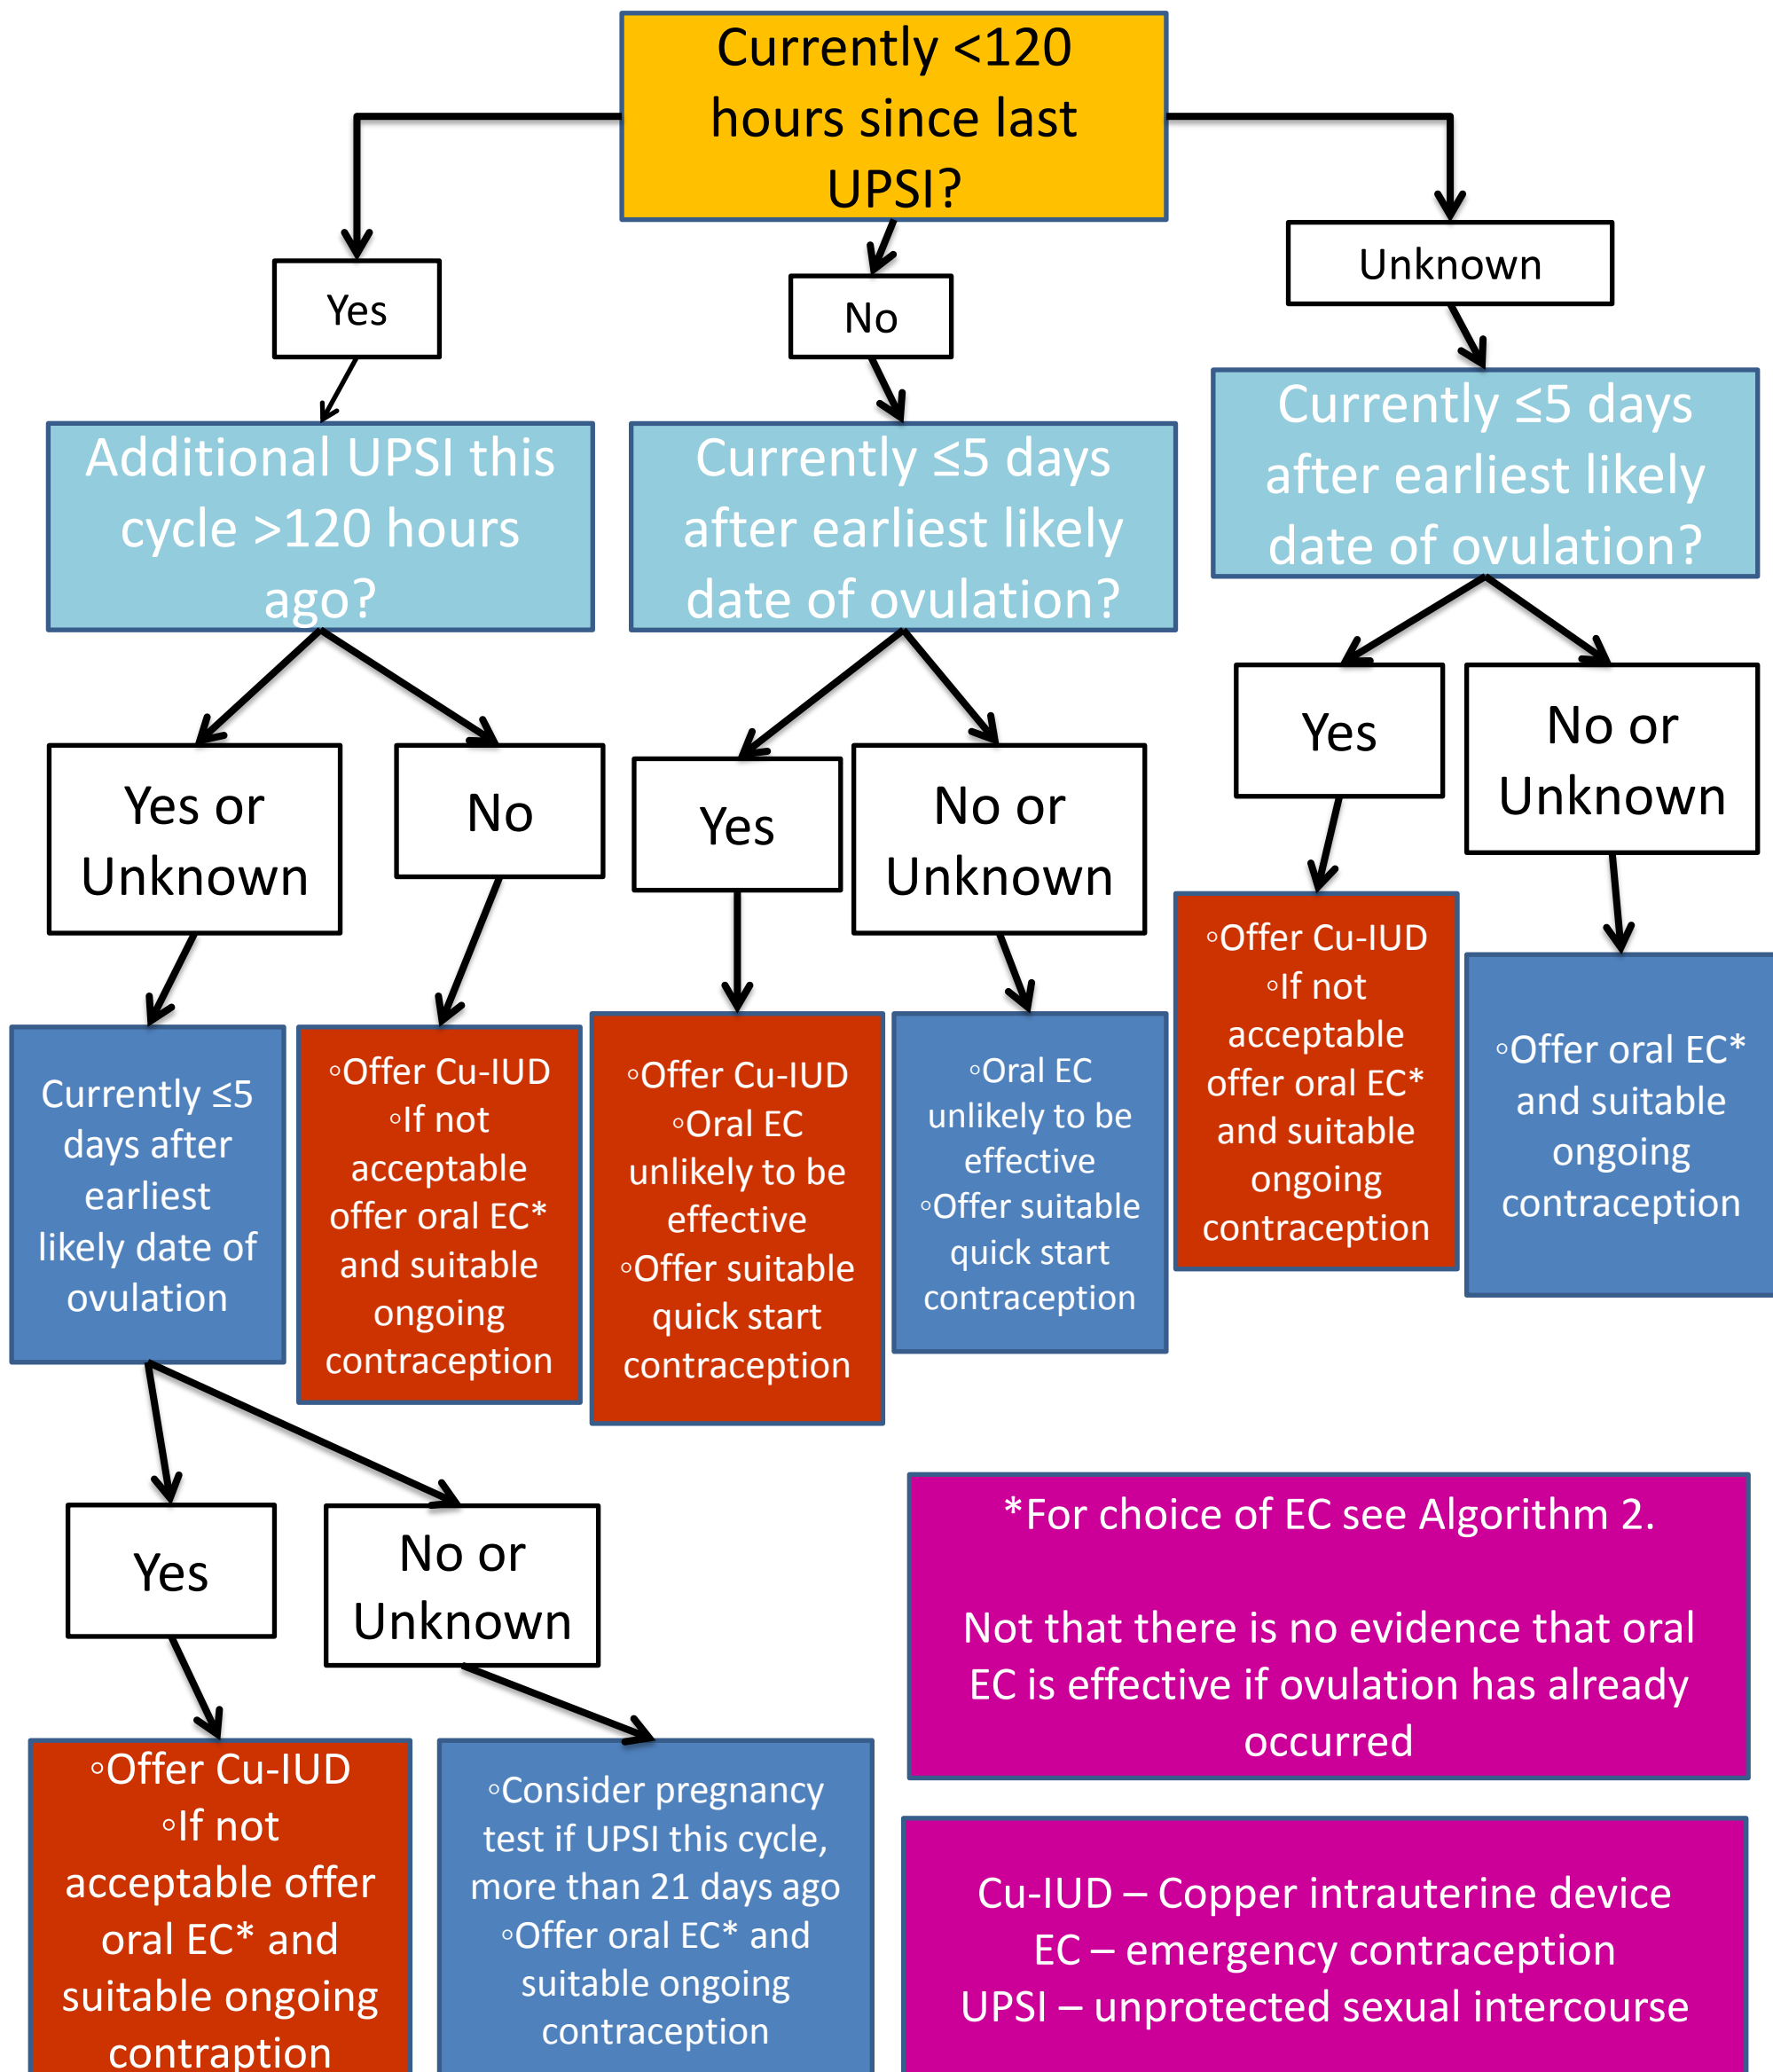 Currently <120
hours since last
UPSI?
Yes
No
Unknown
Additional UPSI this
cycle >120 hours
ago?
Currently ≤5 days
after earliest likely
date of ovulation?
Currently ≤5 days
after earliest likely
date of ovulation?
Yes or
Unknown
No
Yes
No or
Unknown
Yes
No or
Unknown
Currently ≤5
days after
earliest
likely date of
ovulation
◦Offer Cu-IUD
◦If not
acceptable
offer oral EC*
and suitable
ongoing
contraception
◦Offer Cu-IUD
◦Oral EC
unlikely to be
effective
◦Offer suitable
quick start
contraception
◦Oral EC
unlikely to be
effective
◦Offer suitable
quick start
contraception
◦Offer Cu-IUD
◦If not
acceptable
offer oral EC*
and suitable
ongoing
contraception
◦Offer oral EC*
and suitable
ongoing
contraception
Yes
No or
Unknown
◦Offer Cu-IUD
◦If not
acceptable offer
oral EC* and
suitable ongoing
contraption
◦Consider pregnancy
test if UPSI this cycle,
more than 21 days ago
◦Offer oral EC* and
suitable ongoing
contraception
*For choice of EC see Algorithm 2.
Not that there is no evidence that oral
EC is effective if ovulation has already
occurred
Cu-IUD – Copper intrauterine device
EC – emergency contraception
UPSI – unprotected sexual intercourse